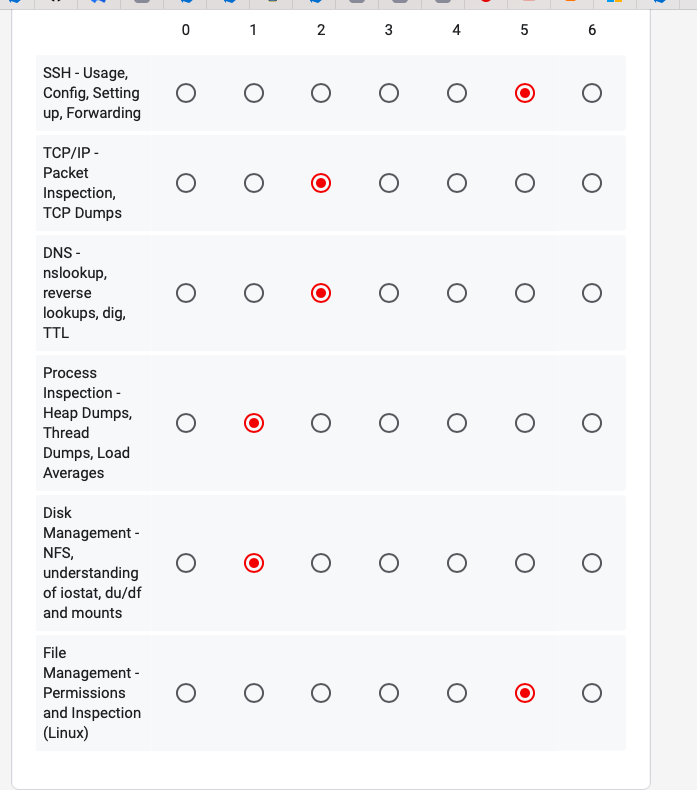 0 1 2 3 4 5 6
SSH - Usage,
Config, Setting
up, Forwarding
TCP/IP -
Packet
Inspection,
TCP Dumps
DNS -
nslookup,
reverse
lookups, dig,
TTL
Process
Inspection -
Heap Dumps,
Thread
Dumps, Load
Averages
Disk
Management -
NFS,
understanding
of iostat, du/df
and mounts
File
Management -
Permissions
and Inspection
(Linux)